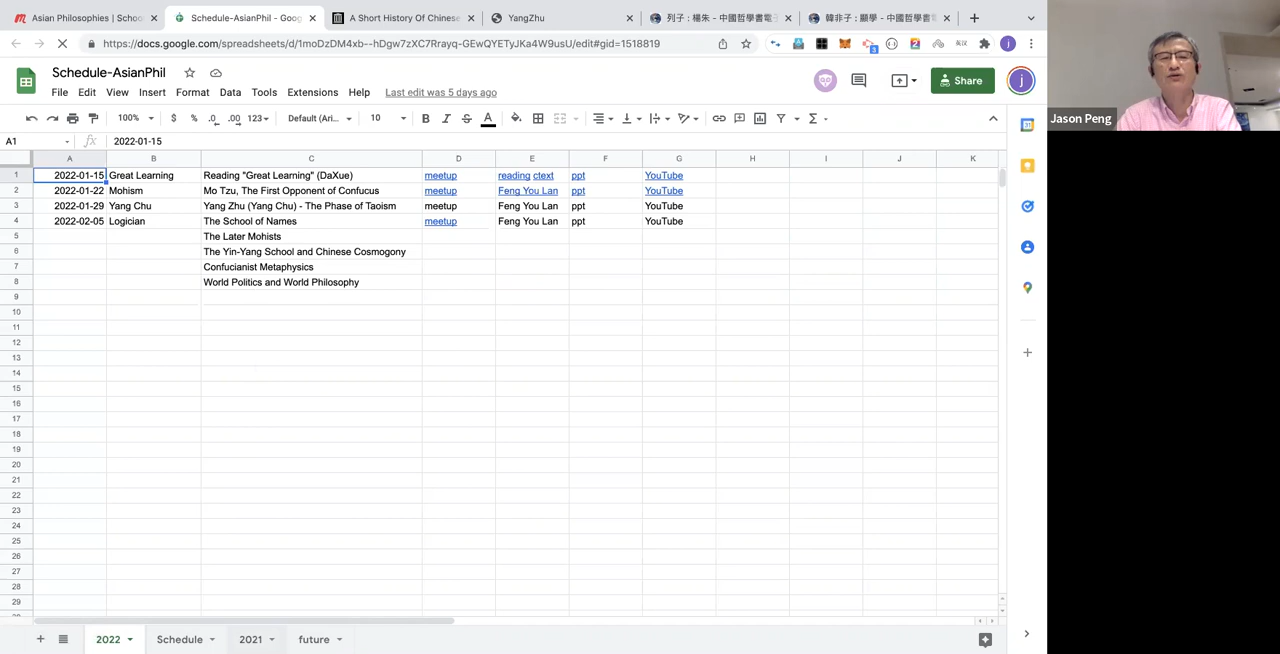 Asian Philosophies | Schoo
Schedule-AsianPhil - Goog
A Short History Of Chinese
YangZhu
列子 : 楊朱 - 中國哲學書電子
韓非子 : 顯學 - 中國哲學書電
https://docs.google.com/spreadsheets/d/1moDzDM4xb--hDgw7zXC7Rrayq-GEwQYETyJKa4W9usU/edit#gid=1518819
Schedule-AsianPhil
File Edit View Insert Format Data Tools Extensions Help Last edit was 5 days ago
Share
j
100% $ % .0 .00 123 Default (Ari... 10 B I S A
A1 fx 2022-01-15
A B C D E F G H I J K
1 2022-01-15 Great Learning Reading "Great Learning" (DaXue) meetup reading ctext ppt YouTube
2 2022-01-22 Mohism Mo Tzu, The First Opponent of Confucus meetup Feng You Lan ppt YouTube
3 2022-01-29 Yang Chu Yang Zhu (Yang Chu) - The Phase of Taoism meetup Feng You Lan ppt YouTube
4 2022-02-05 Logician The School of Names meetup Feng You Lan ppt YouTube
5 The Later Mohists
6 The Yin-Yang School and Chinese Cosmogony
7 Confucianist Metaphysics
8 World Politics and World Philosophy
9
10
11
12
13
14
15
16
17
18
19
20
21
22
23
24
25
26
27
28
29
2022 Schedule 2021 future
Jason Peng